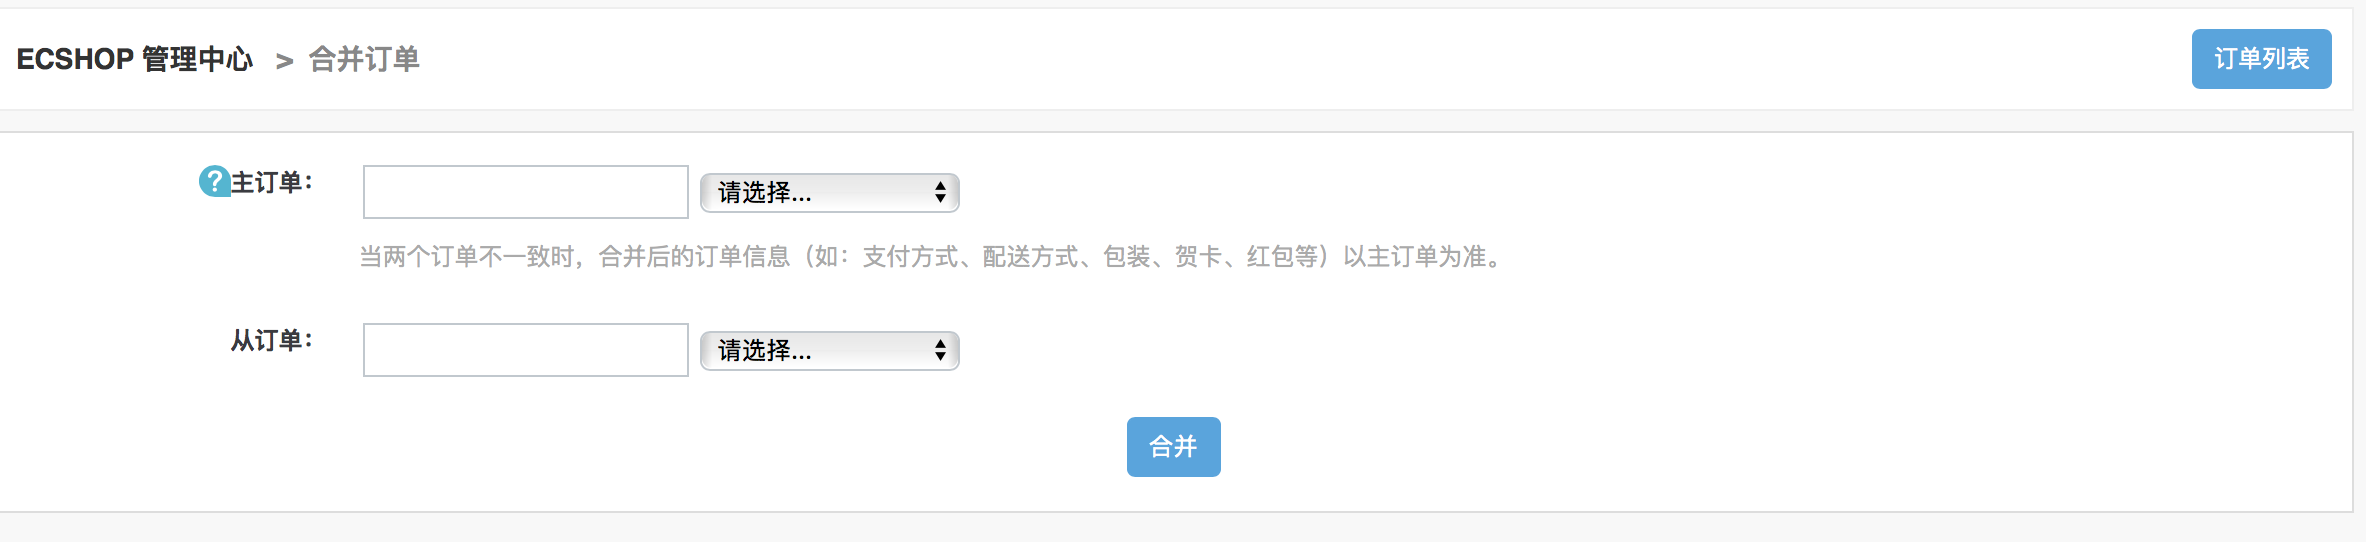 ECSHOP 管理中心 > 合并订单
订单列表
?主订单：
请选择...
当两个订单不一致时，合并后的订单信息（如：支付方式、配送方式、包装、贺卡、红包等）以主订单为准。
从订单：
请选择...
合并